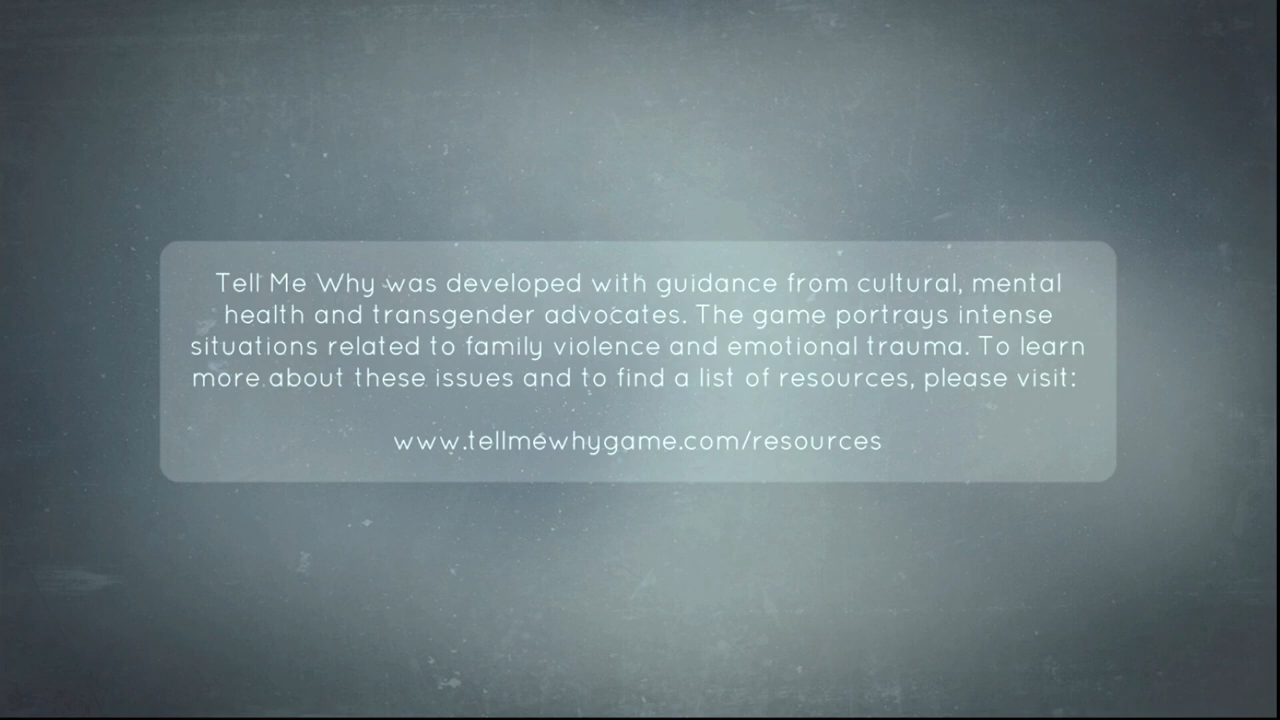 Tell Me Why was developed with guidance from cultural, mental
health and transgender advocates. The game portrays intense
situations related to family violence and emotional trauma. To learn
more about these issues and to find a list of resources, please visit:
www.tellmewhygame.com/resources